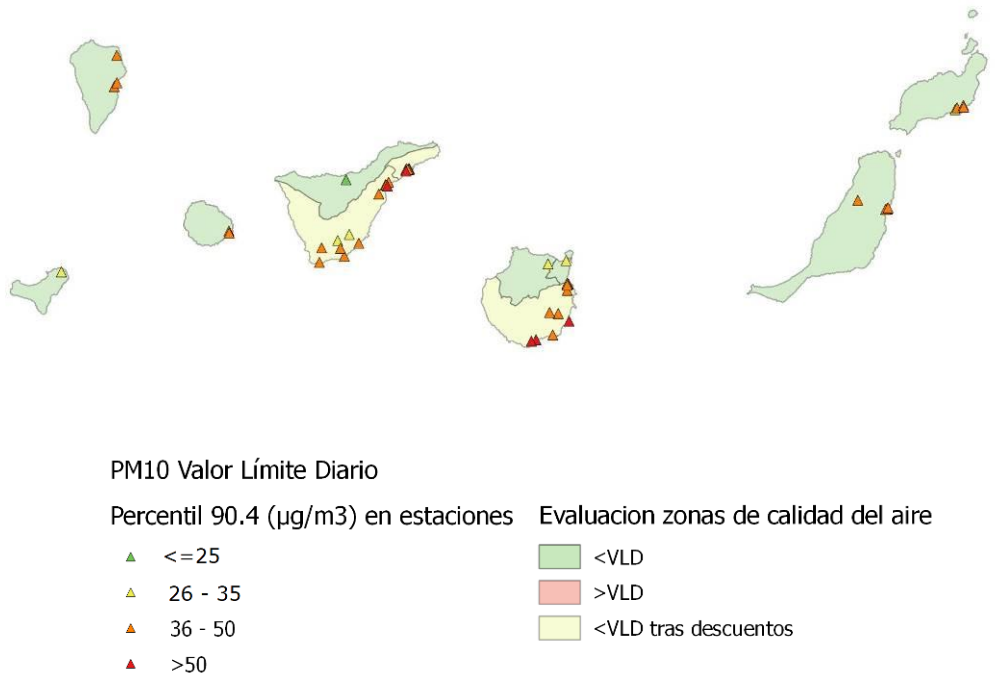 PM10 Valor Límite Diario
Percentil 90.4 (µg/m3) en estaciones
<=25
26 - 35
36 - 50
>50
Evaluacion zonas de calidad del aire
<VLD
>VLD
<VLD tras descuentos